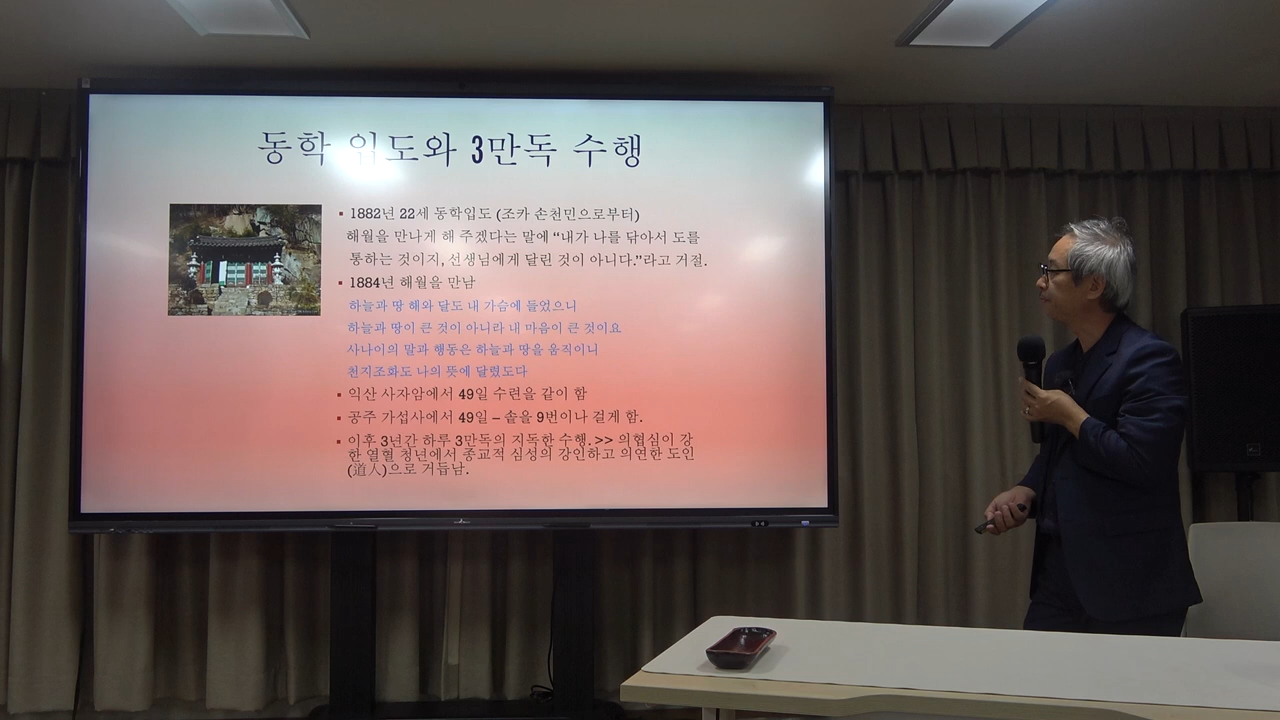 동학 입도와 3만독 수행
▪ 1882년 22세 동학입도 (조카 손천민으로부터)
해월을 만나게 해 주겠다는 말에 “내가 나를 닦아서 도를
통하는 것이지, 선생님에게 달린 것이 아니다.”라고 거절.
▪ 1884년 해월을 만남
하늘과 땅 해와 달도 내 가슴에 들었으니
하늘과 땅이 큰 것이 아니라 내 마음이 큰 것이요
사나이의 말과 행동은 하늘과 땅을 움직이니
천지조화도 나의 뜻에 달렸도다
▪ 익산 사자암에서 49일 수련을 같이 함
▪ 공주 가섭사에서 49일 – 솥을 9번이나 걸게 함.
▪ 이후 3년간 하루 3만독의 지독한 수행. >> 의협심이 강
한 열혈 청년에서 종교적 심성의 강인하고 의연한 도인
(道人)으로 거듭남.